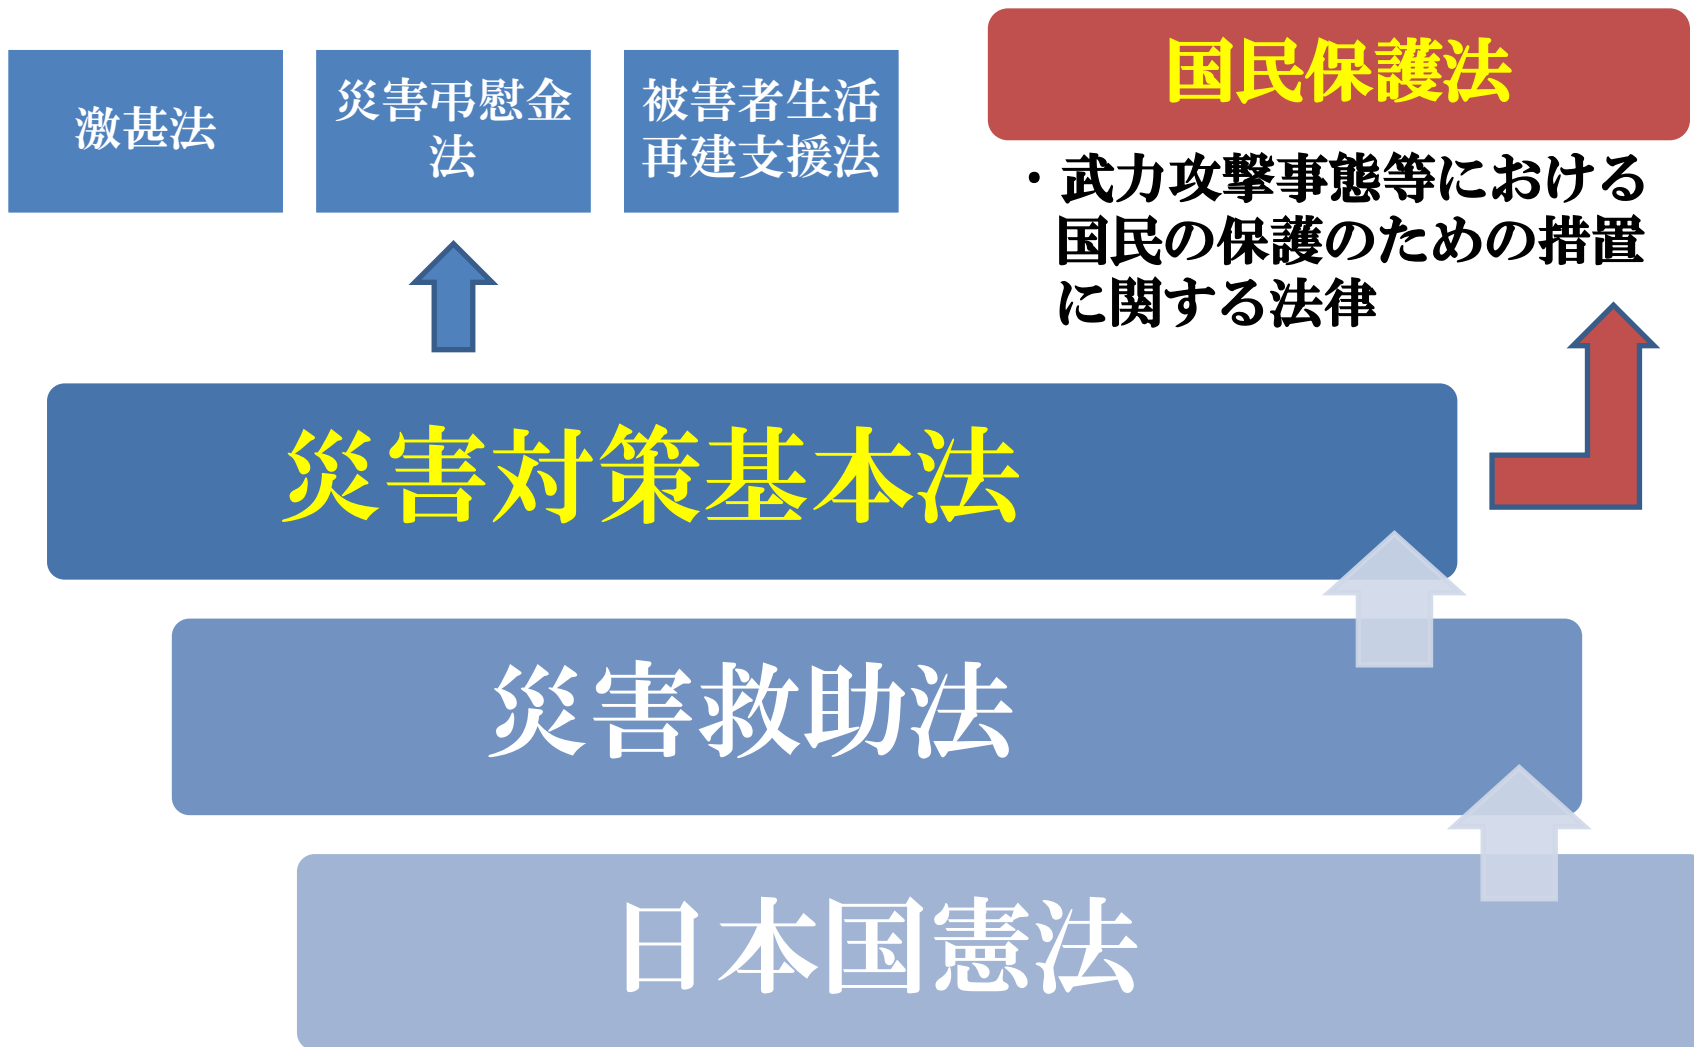 激甚法
災害弔慰金
法
被害者生活
再建支援法
国民保護法
・武力攻撃事態等における
国民の保護のための措置
に関する法律
災害対策基本法
災害救助法
日本国憲法